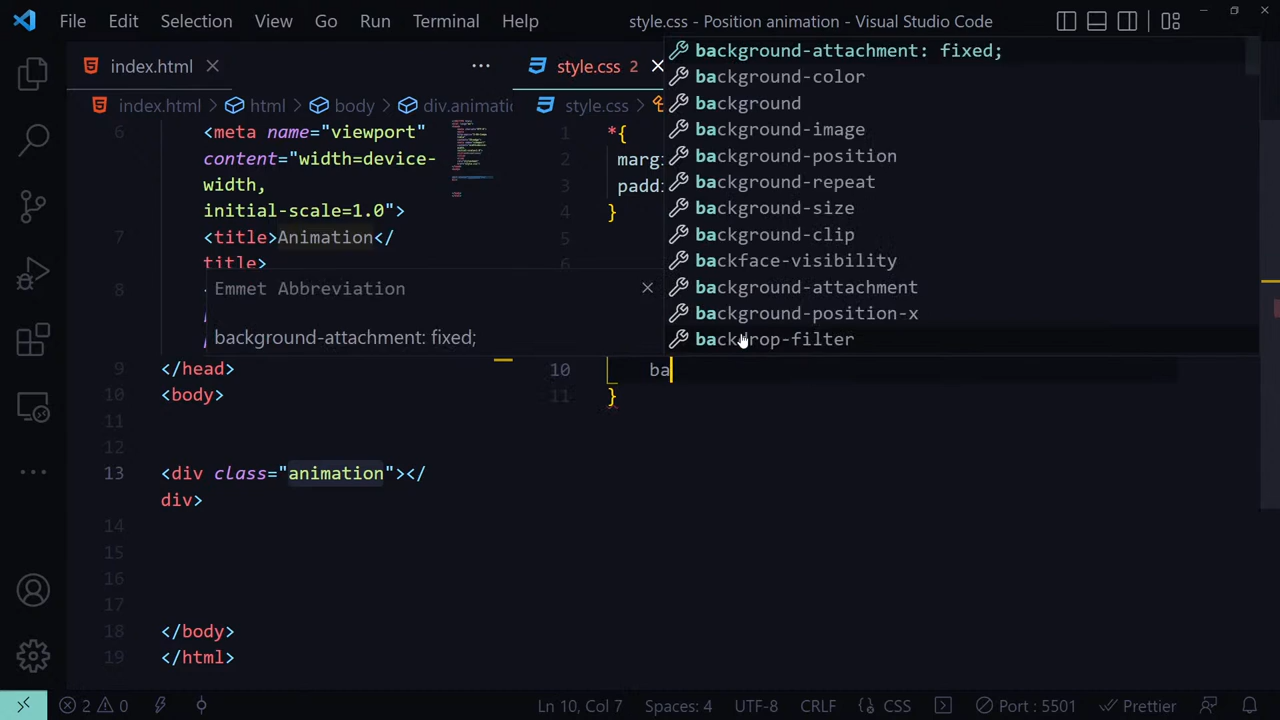 File Edit Selection View Go Run Terminal Help style.css - Position animation - Visual Studio Code
index.html
index.html html body div.animatic
6 <meta name="viewport"
content="width=device-
width,
initial-scale=1.0">
7 <title>Animation</
title>
8
Emmet Abbreviation
background-attachment: fixed;
9 </head>
10 <body>
11
12
13 <div class="animation"></
div>
14
15
16
17
18 </body>
19 </html>
style.css 2
style.css
1 *{
2 margi
3 paddi
4 }
5
6
background-attachment: fixed;
background-color
background
background-image
background-position
background-repeat
background-size
background-clip
backface-visibility
background-attachment
background-position-x
backdrop-filter
10 ba
11 }
2 0 Ln 10, Col 7 Spaces: 4 UTF-8 CRLF CSS Port : 5501 Prettier